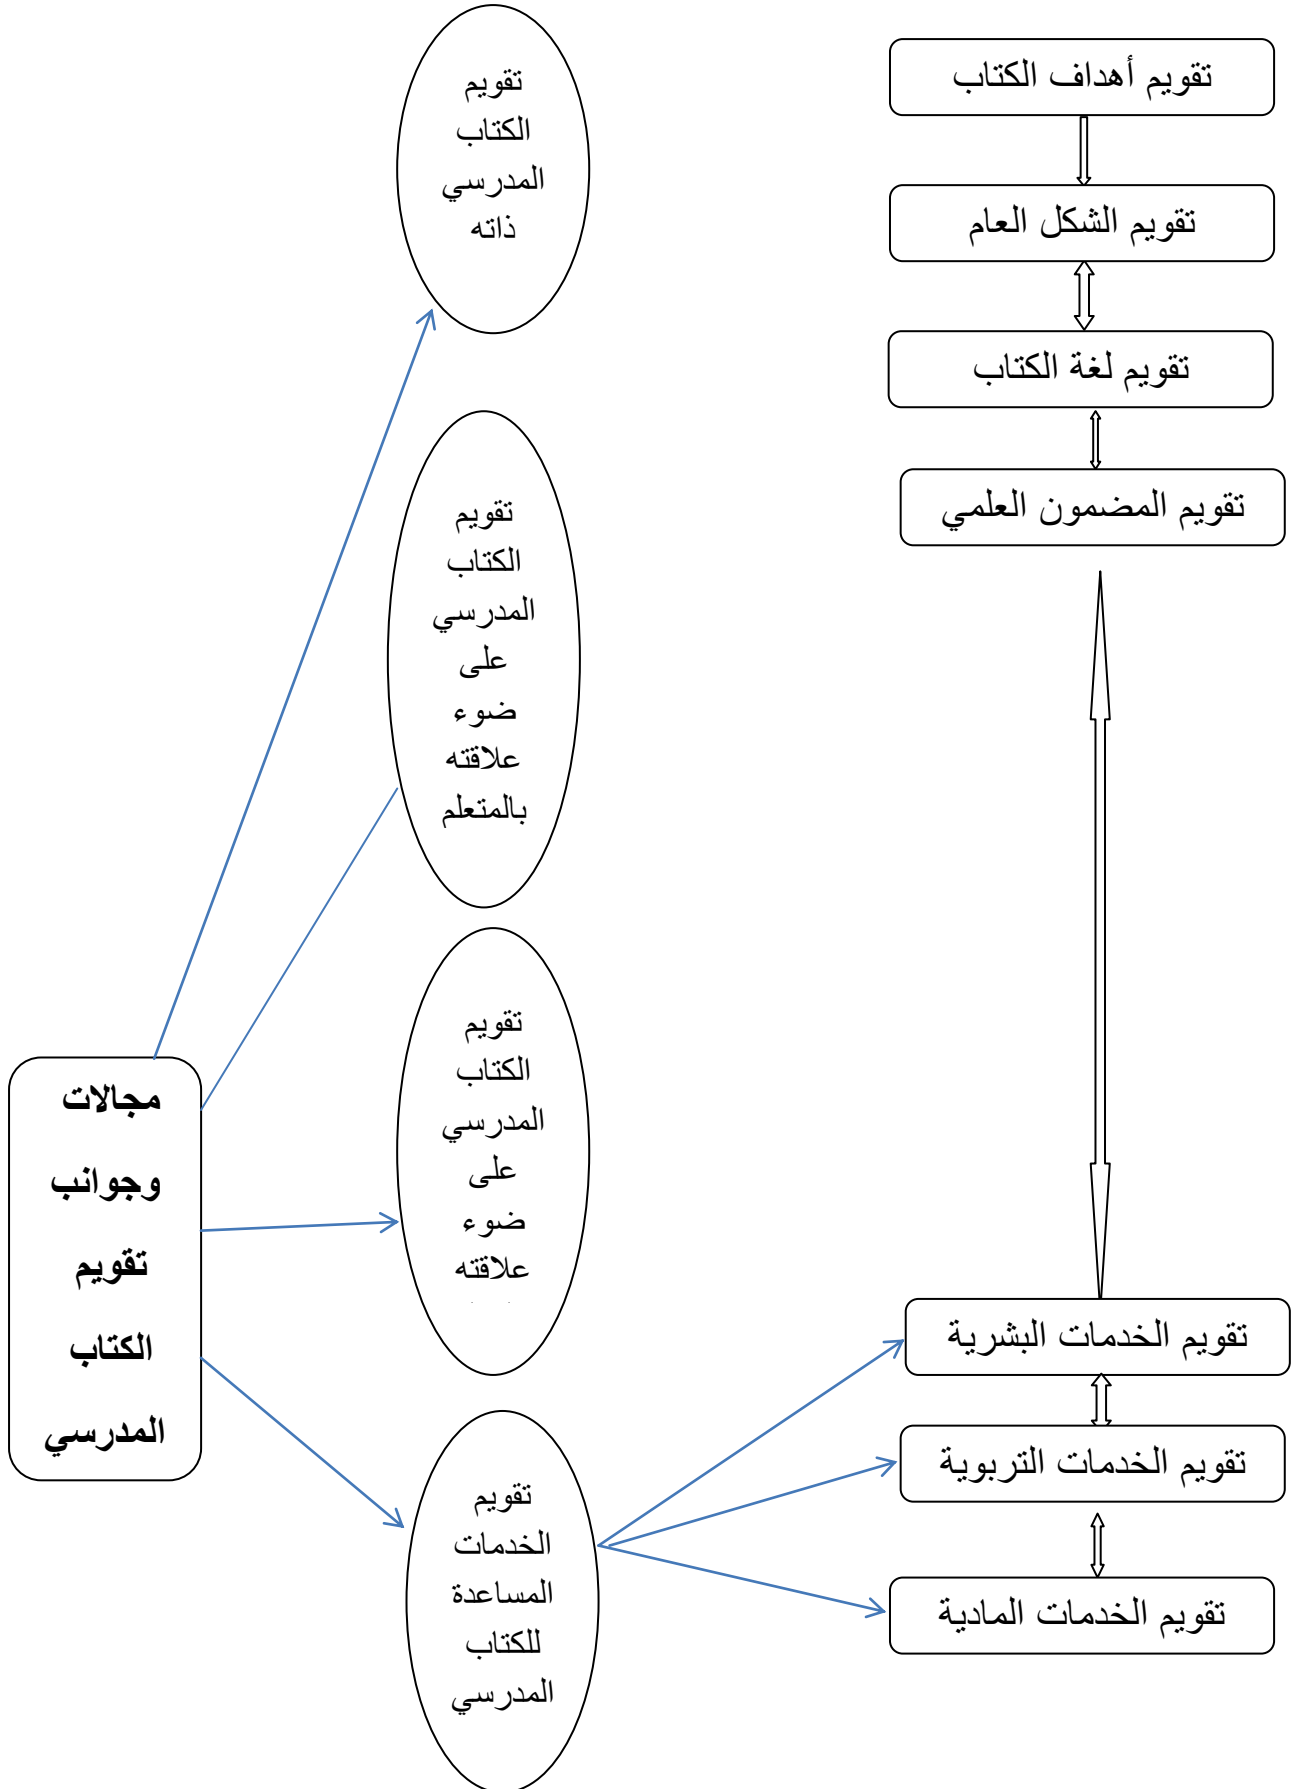 تقويم أهداف الكتاب
تقويم الشكل العام
تقويم لغة الكتاب
تقويم المضمون العلمي
تقويم الخدمات البشرية
تقويم الخدمات التربوية
تقويم الخدمات المادية
تقويم
الكتاب
المدرسي
ذاته
تقويم
الكتاب
المدرسي
على
ضوء
علاقته
بالمتعلم
تقويم
الكتاب
المدرسي
على
ضوء
علاقته
تقويم
الخدمات
المساعدة
للكتاب
المدرسي
مجالات
وجوانب
تقويم
الكتاب
المدرسي